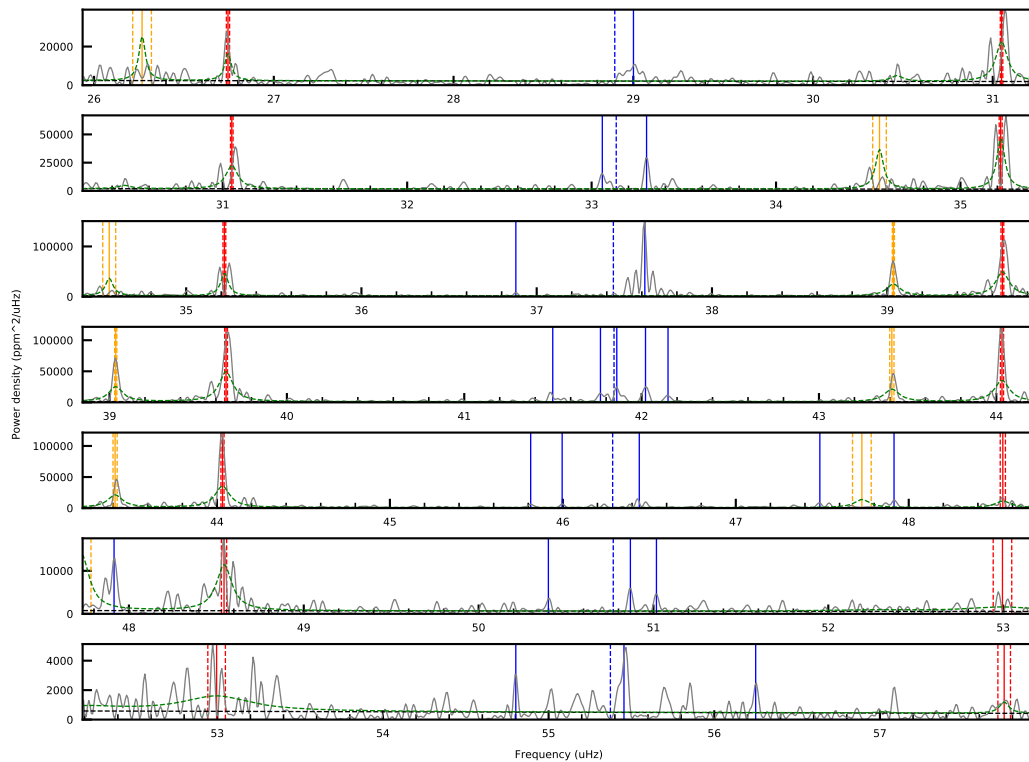 20000
0
26 27 28 29 30 31
50000
25000
0
31 32 33 34 35
100000
0
35 36 37 38 39
Power density (ppm^2/uHz)
100000
50000
0
39 40 41 42 43 44
100000
50000
0
44 45 46 47 48
10000
0
48 49 50 51 52 53
4000
2000
0
53 54 55 56 57
Frequency (uHz)